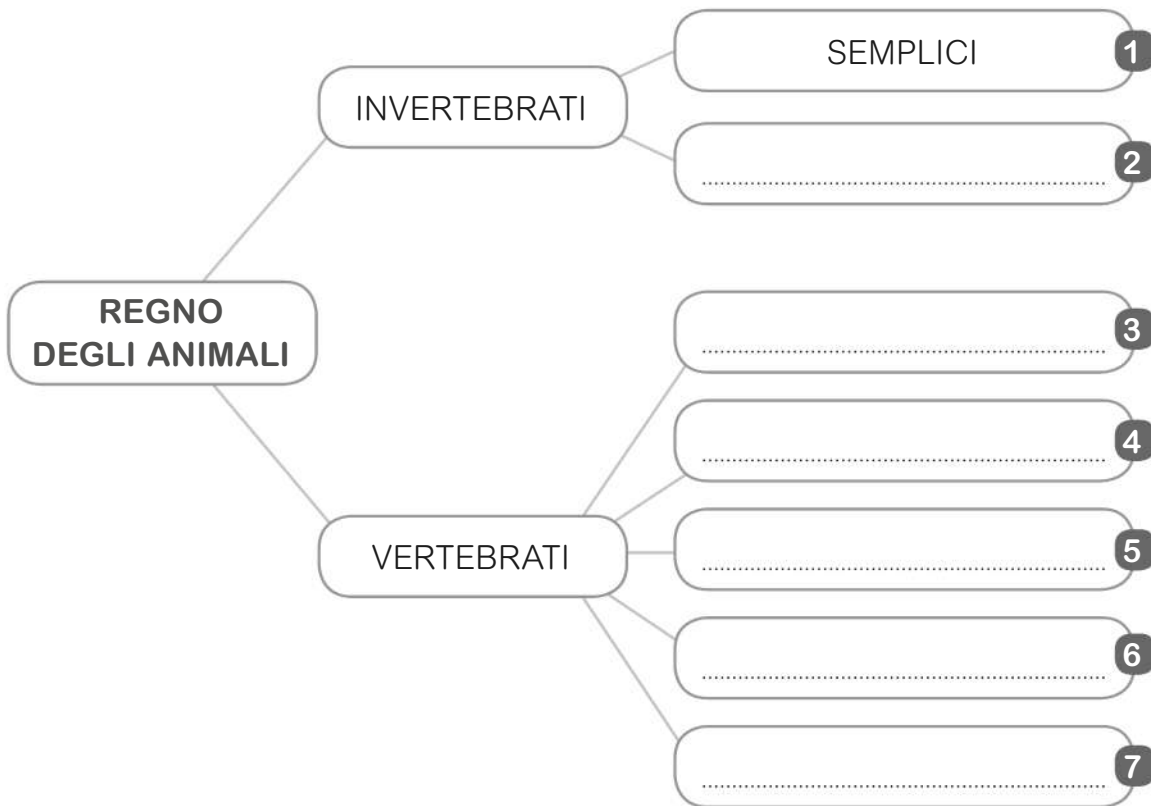 SEMPLICI 1
INVERTEBRATI
2
REGNO
DEGLI ANIMALI
3
4
VERTEBRATI
5
6
7